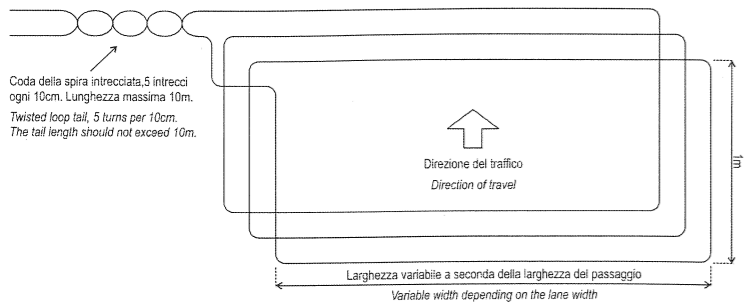 Coda della spira intrecciata,5 intrecci
ogni 10cm. Lunghezza massima 10m.
Twisted loop tail, 5 turns per 10cm.
The tail length should not exceed 10m.
Direzione del traffico
Direction of travel
1m
Larghezza variabile a seconda della larghezza del passaggio
Variable width depending on the lane width